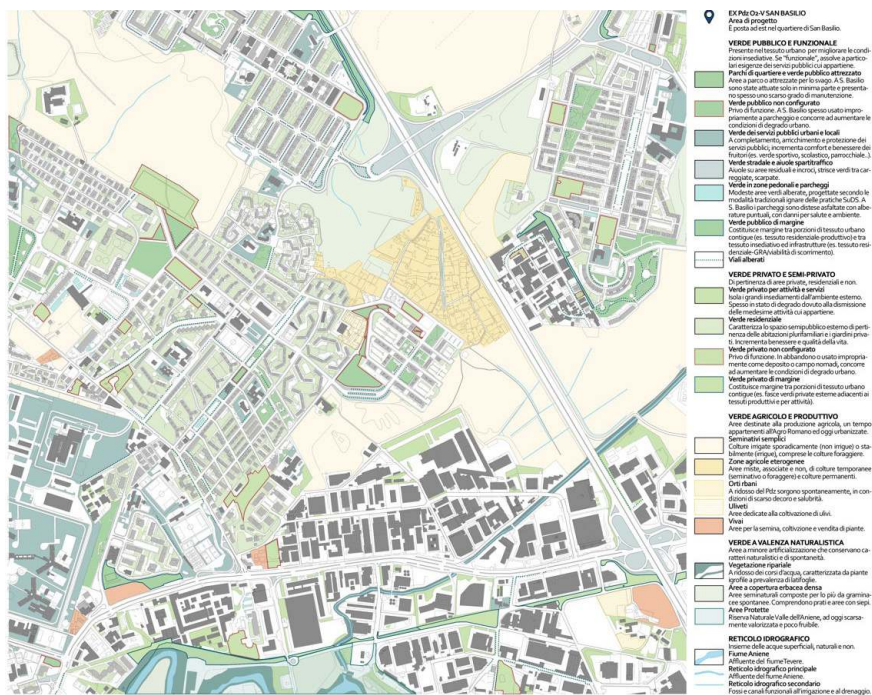 EX Pdz O2-V SAN BASILIO
Area di progetto
È posta ad est nel quartiere di San Basilio.
VERDE PUBBLICO E FUNZIONALE
Presente nel tessuto urbano per migliorare le condi-
zioni insediative. Se "funzionale", assolve a partico-
lari esigenze dei servizi pubblici cui appartiene.
Parchi di quartiere e verde pubblico attrezzato
Aree a parco o attrezzate per lo svago. A S. Basilio
sono state attuate solo in minima parte e presenta-
no spesso uno scarso grado di manutenzione.
Verde pubblico non configurato
Privo di funzione. A S. Basilio spesso usato impro-
priamente a parcheggio e concorre ad aumentare le
condizioni di degrado urbano.
Verde dei servizi pubblici urbani e locali
A completamento, arricchimento e protezione dei
servizi pubblici, incrementa comfort e benessere dei
fruitori (es. verde sportivo, scolastico, parrocchiale..).
Verde stradale e aiuole spartitraffico
Aiuole su aree residuali e incroci, strisce verdi tra car-
reggiate, scarpate.
Verde in zone pedonali e parcheggi
Modeste aree verdi, progettate secondo le
modalità tradizionali ignare delle pratiche SuDS. A
S. Basilio i parcheggi sono distese asfaltate con albe-
rature puntuali, con danni per salute e ambiente.
Verde pubblico di margine
Costituisce margine tra porzioni di tessuto urbano
contigue (es. tessuto residenziale-produttivo) e tra
tessuto insediativo ed infrastrutture (es. tessuto resi-
denziale-GRA/viabilità di scorrimento).
Viali alberati
VERDE PRIVATO E SEMI-PRIVATO
Di pertinenza di aree private, residenziali e non.
Verde privato per attività e servizi
Isola i grandi insediamenti dall'ambiente esterno.
Spesso in stato di degrado dovuto alla dismissione
delle medesime attività cui appartiene.
Verde residenziale
Caratterizza lo spazio semipubblico esterno di perti-
nenza delle abitazioni plurifamiliari e i giardini priva-
ti. Incrementa benessere e qualità della vita.
Verde privato non configurato
Privo di funzione. In abbandono o usato impropria-
mente come deposito o campo nomadi, concorre
ad aumentare le condizioni di degrado urbano.
Verde privato di margine
Costituisce margine tra porzioni di tessuto urbano
contigue (es. fasce verdi private esterne adiacenti ai
tessuti produttivi e per attività).
VERDE AGRICOLO E PRODUTTIVO
Aree destinate alla produzione agricola, un tempo
appartenenti all'Agro Romano ed oggi urbanizzate.
Seminativi semplici
Colture irrigate sporadicamente (non irrigue) o sta-
bilmente (irrigue), comprese le colture foraggiere.
Zone agricole eterogenee
Aree miste, associate e non, di colture temporanee
(seminativo o foraggere) e colture permanenti.
Orti rbani
A ridosso del Pdz sorgono spontaneamente, in con-
dizioni di scarso decoro e salubrità.
Uliveti
Aree dedicate alla coltivazione di ulivi.
Vivai
Aree per la semina, coltivzione e vendita di piante.
VERDE A VALENZA NATURALISTICA
Aree a minore artificializzazione che conservano ca-
ratteri naturalistici e di spontaneità.
Vegetazione ripariale
A ridosso dei corsi d'acqua, caratterizzata da piante
igrofile a prevalenza di latifoglie.
Aree a copertura erbacea densa
Aree seminaturali composte per lo più da gramina-
cee spontanee. Comprendono prati e aree con siepi.
Aree Protette
Riserva Naturale Valle dell'Aniene, ad oggi scarsa-
mente valorizzata e poco fruibile.
RETICOLO IDROGRAFICO
Insieme delle acque superficiali, naturali e non.
Fiume Aniene
Affluente del fiume Tevere.
Reticolo idrografico principale
Affluente del fiume Aniene.
Reticolo idrografico secondario
Fossi e canali funzionali all'irrigazione e al drenaggio.